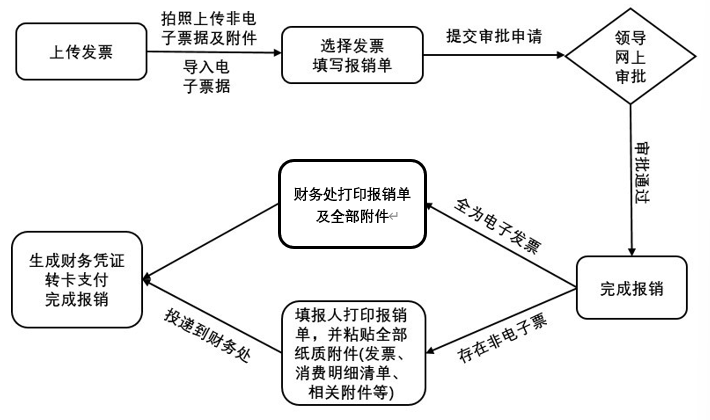 上传发票
拍照上传非电
子票据及附件
导入电
子票据
选择发票
填写报销单
提交审批申请
领导
网上
审批
审批通过
完成报销
全为电子发票
存在非电子票
财务处打印报销单
及全部附件↵
填报人打印报销
单，并粘贴全部
纸质附件(发票、
消费明细清单、
相关附件等)
投递到财务处
生成财务凭证
转卡支付
完成报销